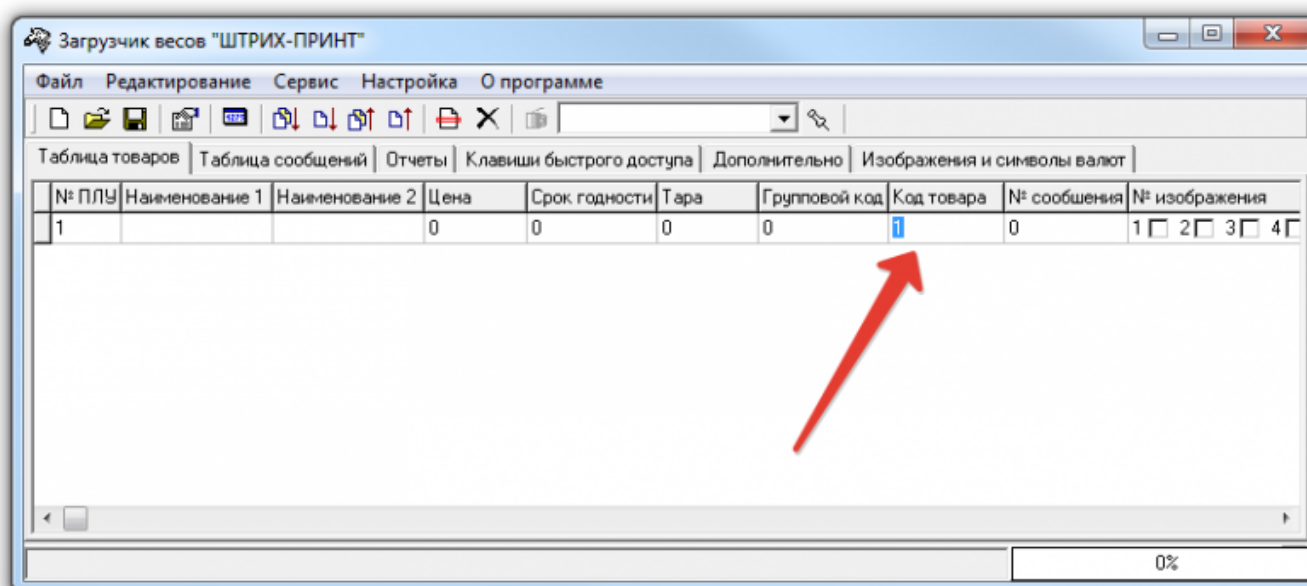 Загрузчик весов "ШТРИХ-ПРИНТ"
Файл Редактирование Сервис Настройка О программе
Таблица товаров Таблица сообщений Отчеты Клавиши быстрого доступа Дополнительно Изображения и символы валют
№ ПЛУ Наименование 1 Наименование 2 Цена Срок годности Тара Групповой код Код товара № сообшения № изображения
1 0 0 0 0 1 0 1 2 3 4
0%